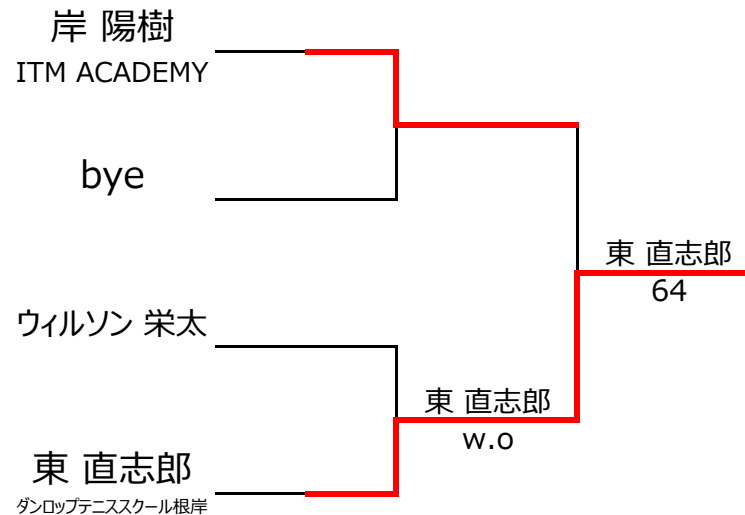 岸 陽樹
ITM ACADEMY
bye
ウィルソン 栄太
東 直志郎
ダンロップテニススクール根岸
東 直志郎
w.o
東 直志郎
64